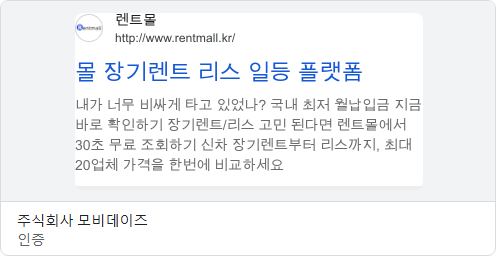 Rentmall
렌트몰
http://www.rentmall.kr/
몰 장기렌트 리스 일등 플랫폼
내가 너무 비싸게 타고 있었나? 국내 최저 월납입금 지금
바로 확인하기 장기렌트/리스 고민 된다면 렌트몰에서
30초 무료 조회하기 신차 장기렌트부터 리스까지, 최대
20업체 가격을 한번에 비교하세요
주식회사 모비데이즈
인증